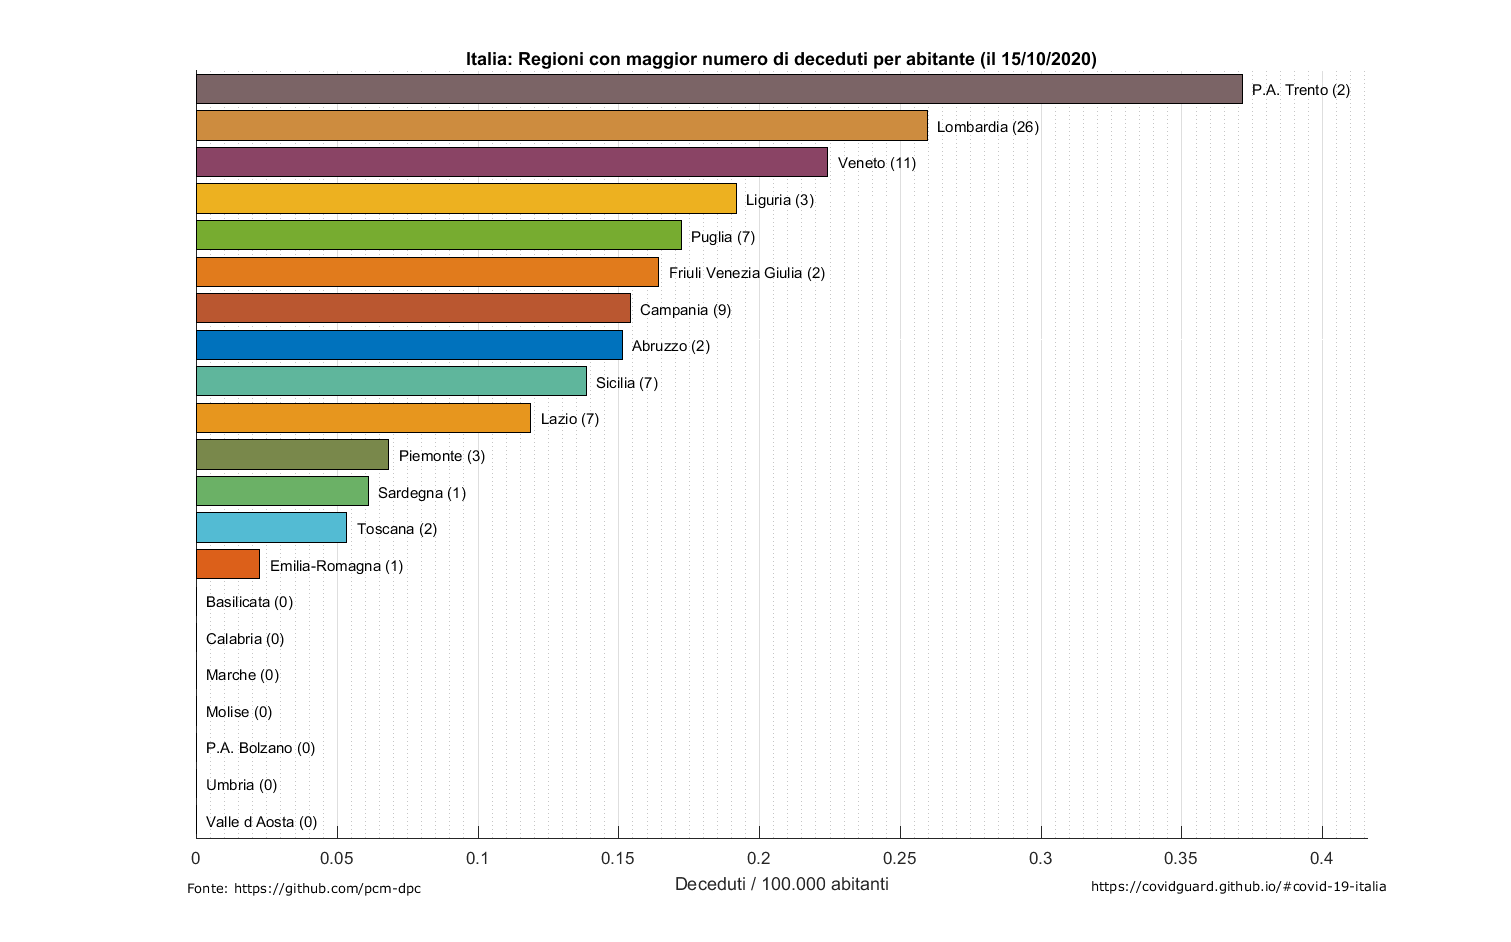 Italia: Regioni con maggior numero di deceduti per abitante (il 15/10/2020)
P.A. Trento (2)
Lombardia (26)
Veneto (11)
Liguria (3)
Puglia (7)
Friuli Venezia Giulia (2)
Campania (9)
Abruzzo (2)
Sicilia (7)
Lazio (7)
Piemonte (3)
Sardegna (1)
Toscana (2)
Emilia-Romagna (1)
Basilicata (0)
Calabria (0)
Marche (0)
Molise (0)
P.A. Bolzano (0)
Umbria (0)
Valle d Aosta (0)
0 0.05 0.1 0.15 0.2 0.25 0.3 0.35 0.4
Deceduti / 100.000 abitanti
Fonte: https://github.com/pcm-dpc
https://covidguard.github.io/#covid-19-italia